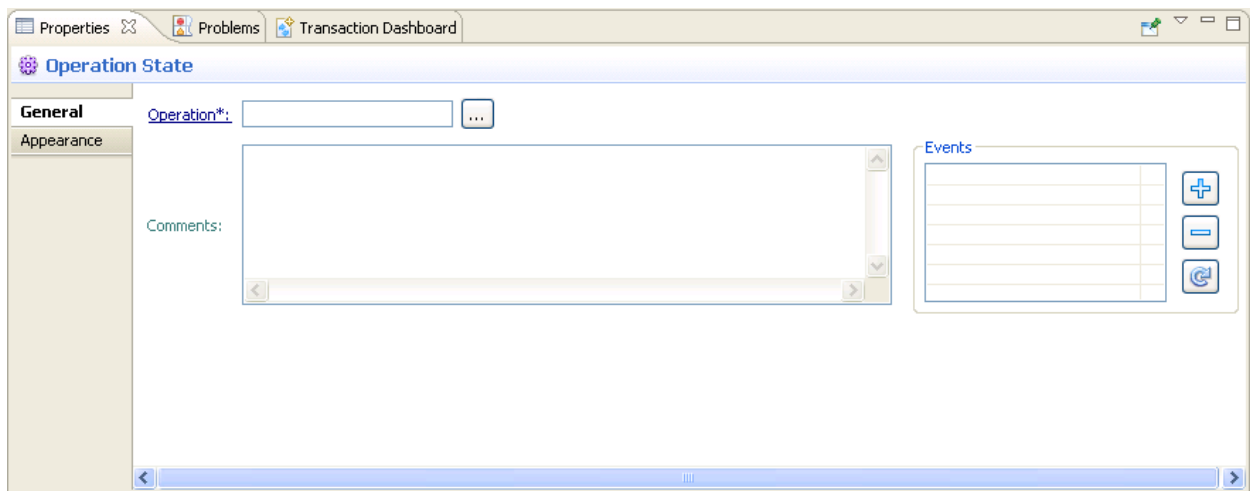 Properties Problems Transaction Dashboard
Operation State
General
Appearance
Operation*: ...
Comments:
Events